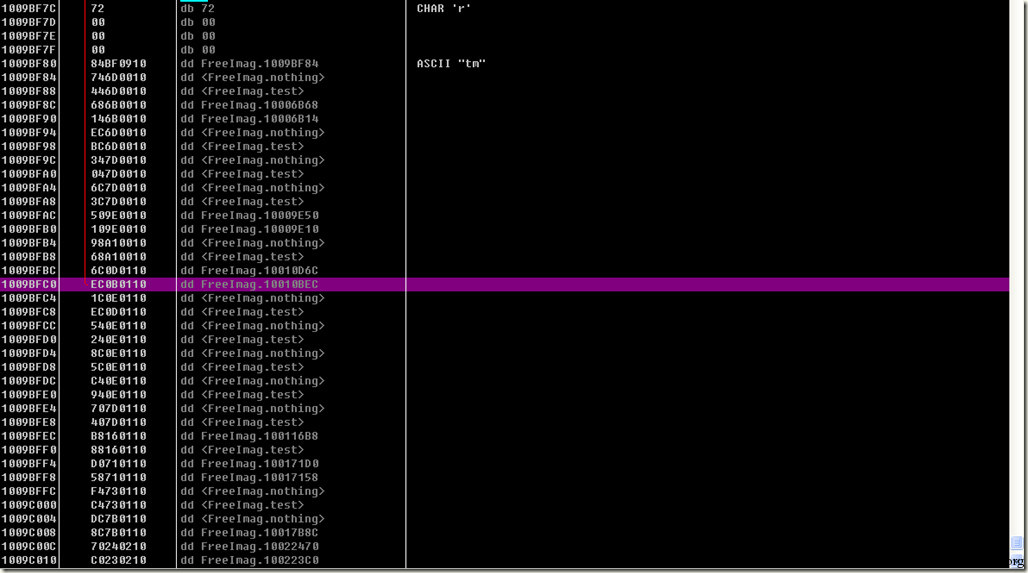 1009BF7C 72 db 72 CHAR 'r'
1009BF7D 00 db 00
1009BF7E 00 db 00
1009BF7F 00 db 00
1009BF80 84BF0910 dd FreeImag.1009BF84 ASCII "tm"
1009BF84 746D0010 dd <FreeImag.nothing>
1009BF88 446D0010 dd <FreeImag.test>
1009BF8C 686B0010 dd FreeImag.10006B68
1009BF90 146B0010 dd FreeImag.10006B14
1009BF94 EC6D0010 dd <FreeImag.nothing>
1009BF98 BC6D0010 dd <FreeImag.test>
1009BF9C 347D0010 dd <FreeImag.nothing>
1009BFA0 047D0010 dd <FreeImag.test>
1009BFA4 6C7D0010 dd <FreeImag.nothing>
1009BFA8 3C7D0010 dd <FreeImag.test>
1009BFAC 509E0010 dd FreeImag.10009E50
1009BFB0 109E0010 dd FreeImag.10009E10
1009BFB4 98A10010 dd <FreeImag.nothing>
1009BFB8 68A10010 dd <FreeImag.test>
1009BFBC 6C0D0110 dd FreeImag.10010D6C
1009BFC0 EC0B0110 dd FreeImag.10010BEC
1009BFC4 1C0E0110 dd <FreeImag.nothing>
1009BFC8 EC0D0110 dd <FreeImag.test>
1009BFCC 540E0110 dd <FreeImag.nothing>
1009BFD0 240E0110 dd <FreeImag.test>
1009BFD4 8C0E0110 dd <FreeImag.nothing>
1009BFD8 5C0E0110 dd <FreeImag.test>
1009BFDC C40E0110 dd <FreeImag.nothing>
1009BFE0 940E0110 dd <FreeImag.test>
1009BFE4 707D0110 dd <FreeImag.nothing>
1009BFE8 407D0110 dd <FreeImag.test>
1009BFEC B8160110 dd FreeImag.100116B8
1009BFF0 88160110 dd <FreeImag.test>
1009BFF4 D0710110 dd FreeImag.100171D0
1009BFF8 58710110 dd FreeImag.10017158
1009BFFC F4730110 dd <FreeImag.nothing>
1009C000 C4730110 dd <FreeImag.test>
1009C004 DC7B0110 dd <FreeImag.nothing>
1009C008 8C7B0110 dd FreeImag.10017B8C
1009C00C 70240210 dd FreeImag.10022470
1009C010 C0230210 dd FreeImag.100223C0
org